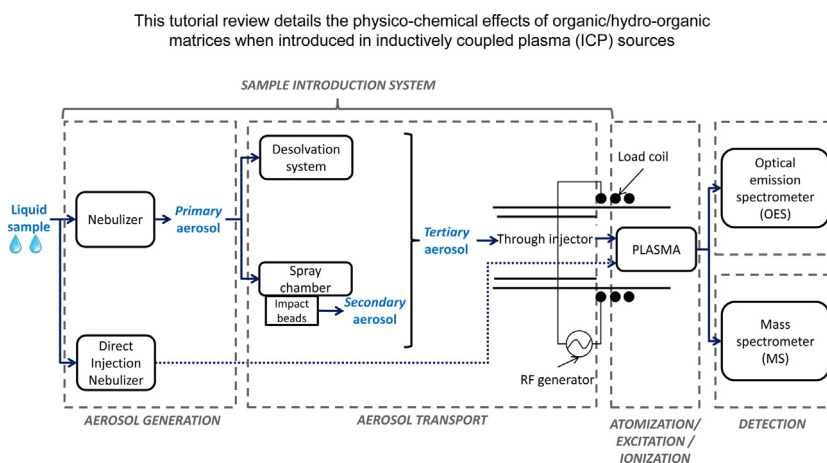 This tutorial review details the physico-chemical effects of organic/hydro-organic
matrices when introduced in inductively coupled plasma (ICP) sources
SAMPLE INTRODUCTION SYSTEM
Liquid
sample
Nebulizer
Primary
aerosol
Direct
Injection
Nebulizer
AEROSOL GENERATION
Desolvation
system
Spray
chamber
Impact
beads
Secondary
aerosol
Tertiary
aerosol
Through injector
RF generator
AEROSOL TRANSPORT
Load coil
PLASMA
ATOMIZATION/
EXCITATION /
IONIZATION
Optical
emission
spectrometer
(OES)
Mass
spectrometer
(MS)
DETECTION